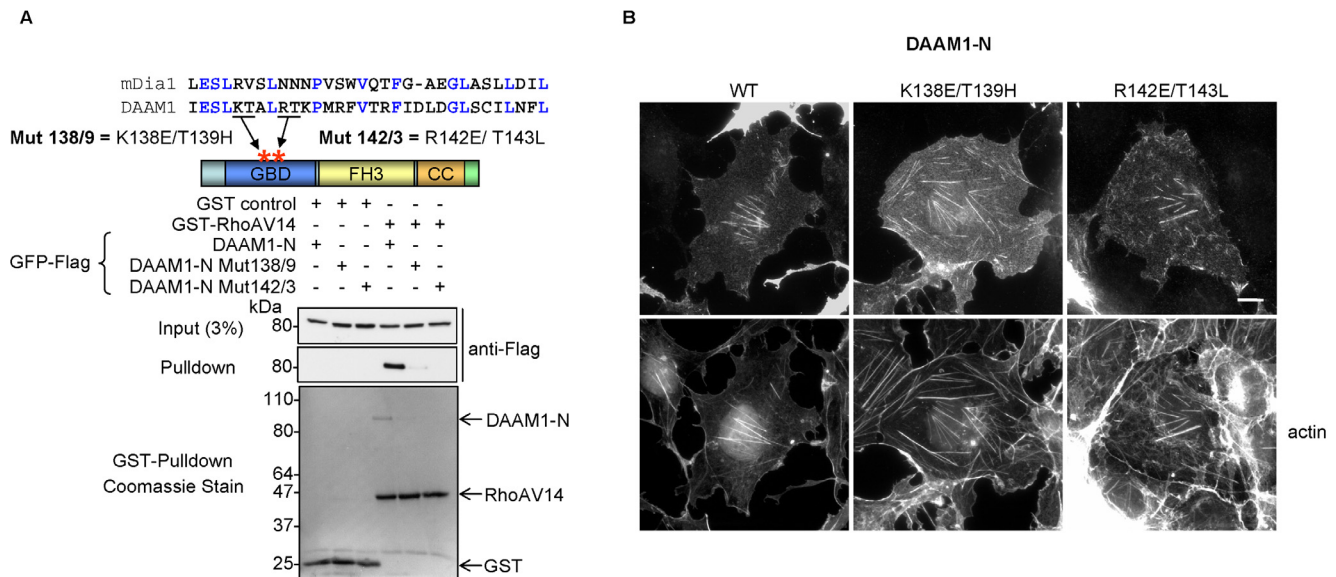 A
mDia1 LESLRVSLNNNPVSWVQTFG-AEGLASLLDIL
DAAM1 IESLKTALRTKPMRFVTRFIDLDGLSCILNFL
Mut 138/9 = K138E/T139H Mut 142/3 = R142E/ T143L
**
GBD FH3 CC
GST control + + + - - -
GST-RhoAV14 - - - + + +
GFP-Flag
DAAM1-N + - - + - -
DAAM1-N Mut138/9 - + - - + -
DAAM1-N Mut142/3 - - + - - +
kDa
Input (3%) 80
Pulldown 80
anti-Flag
110
80
64
47
37
25
GST-Pulldown
Coomassie Stain
DAAM1-N
RhoAV14
GST
B
DAAM1-N
WT K138E/T139H R142E/T143L
actin